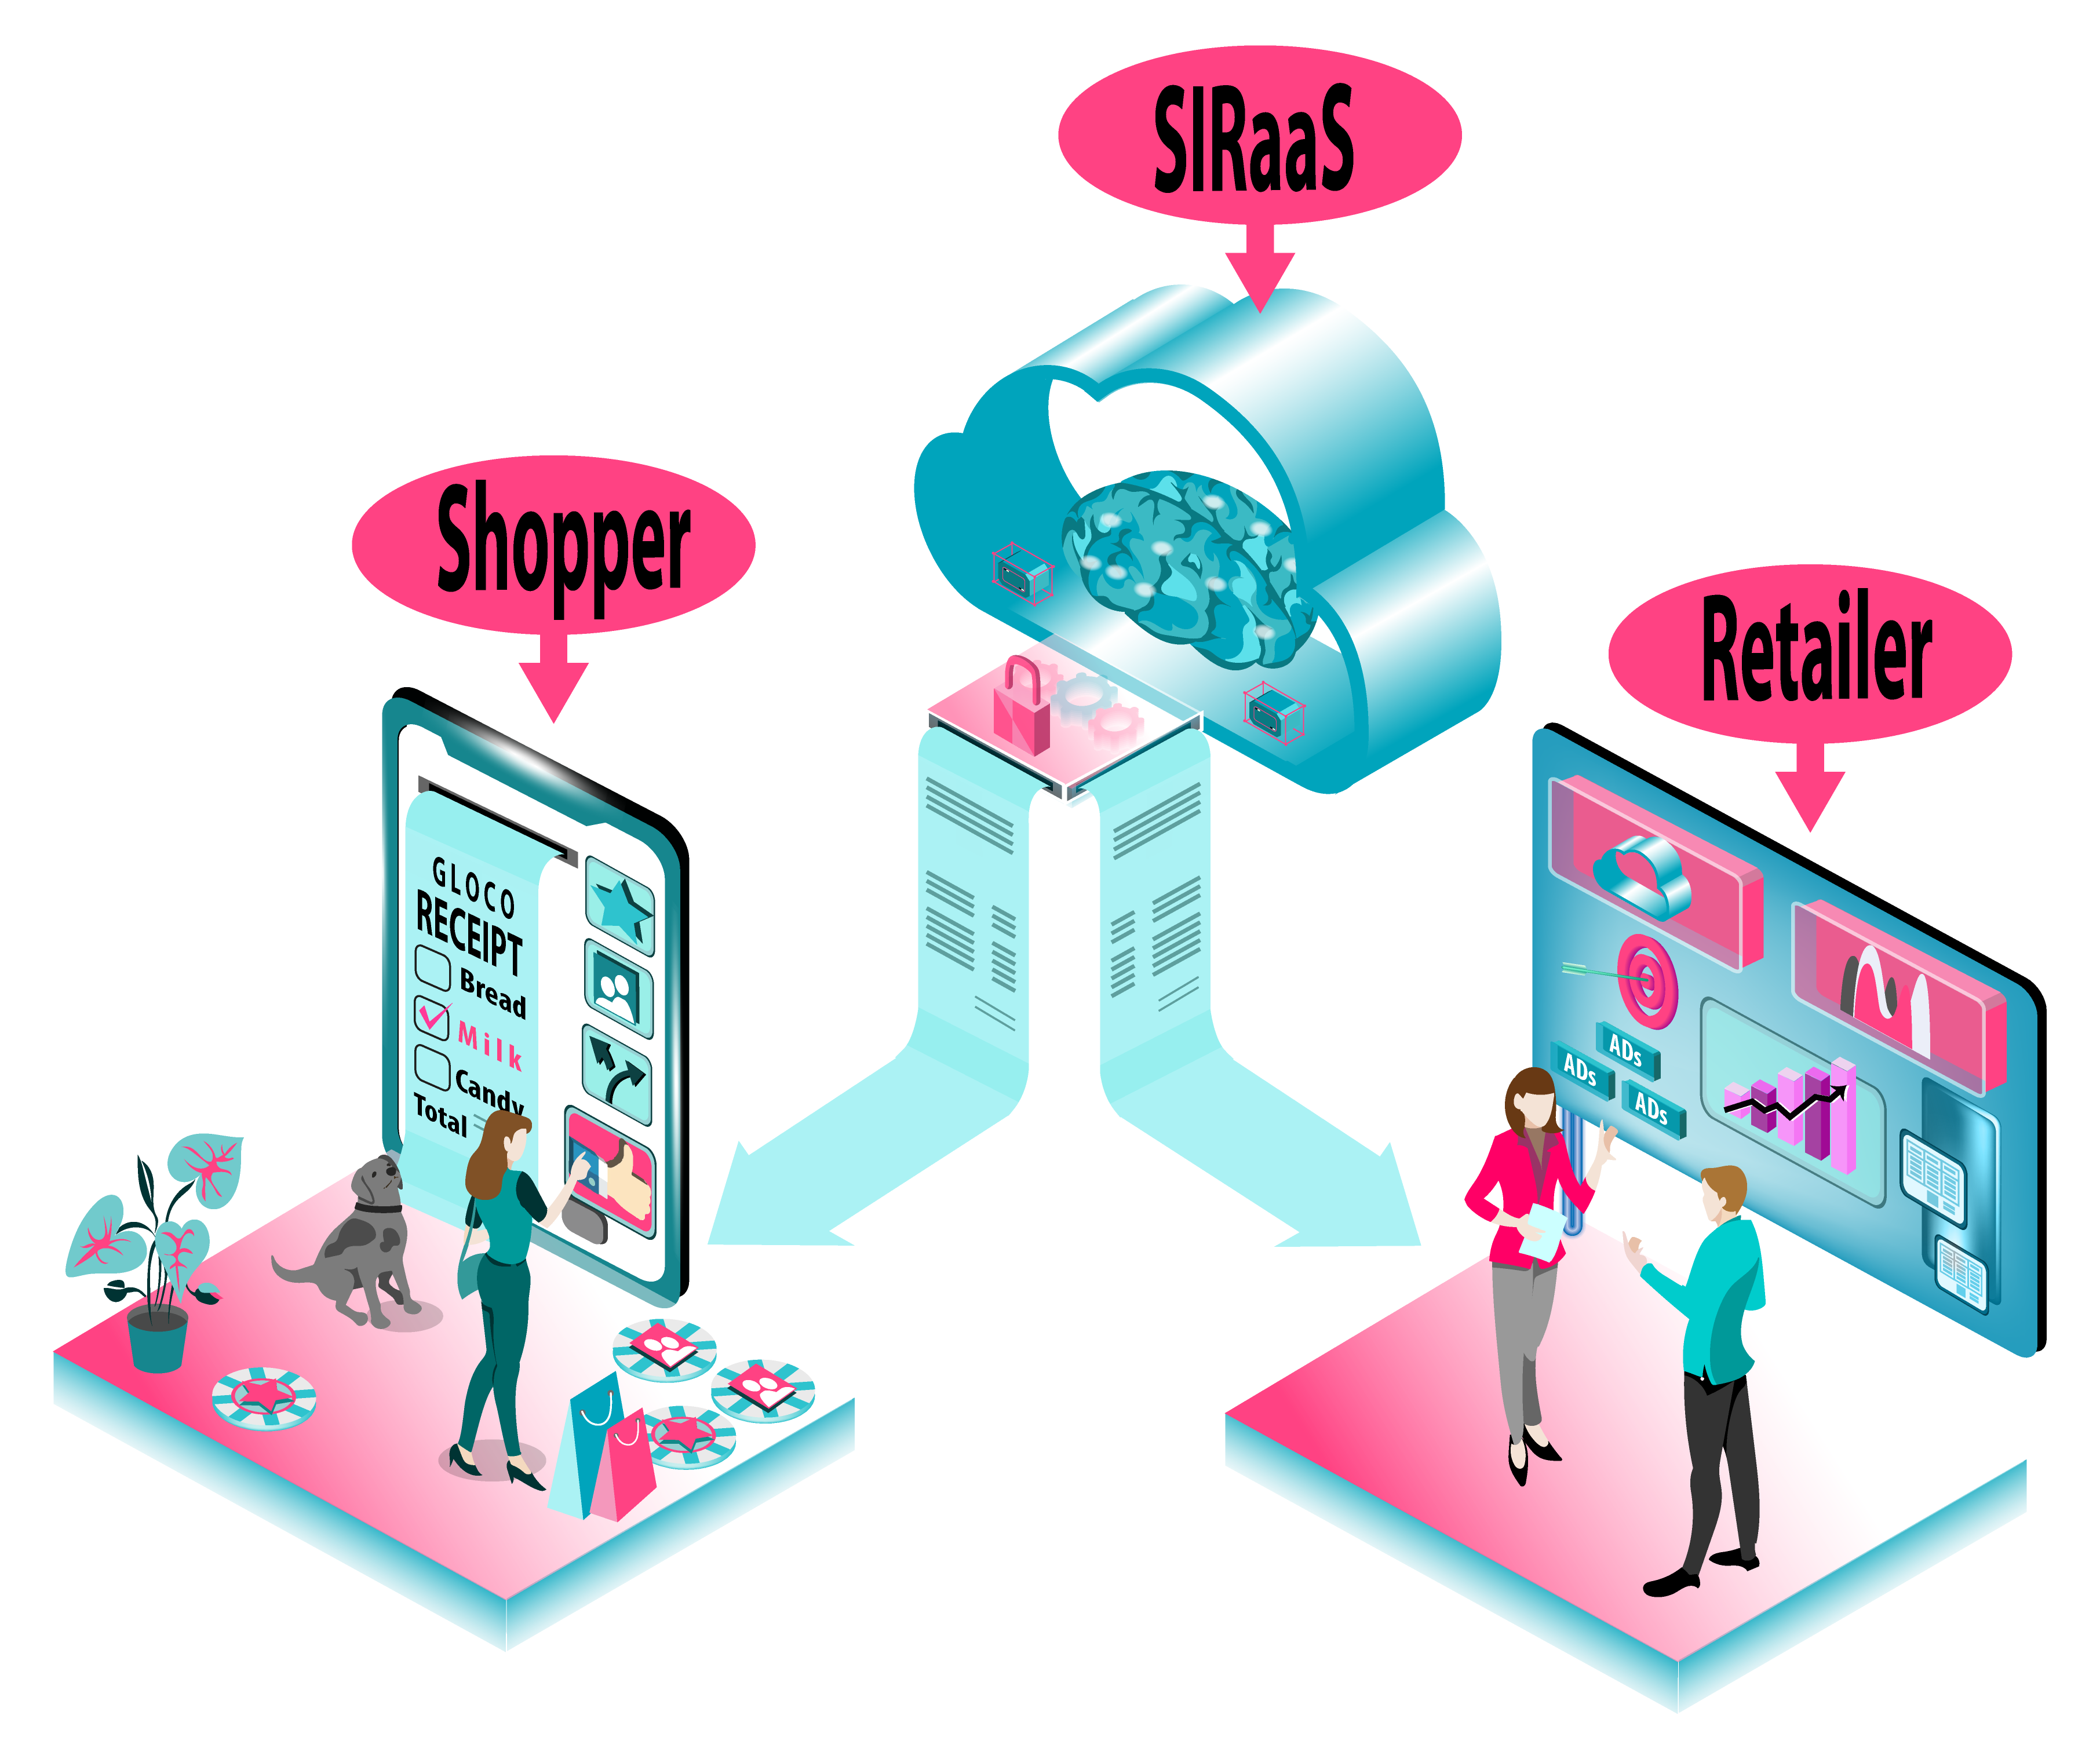 SIRaaS
Shopper
Retailer
GLOCO
RECEIPT
Bread
Milk
Candy
Total
ADs
ADs
ADs